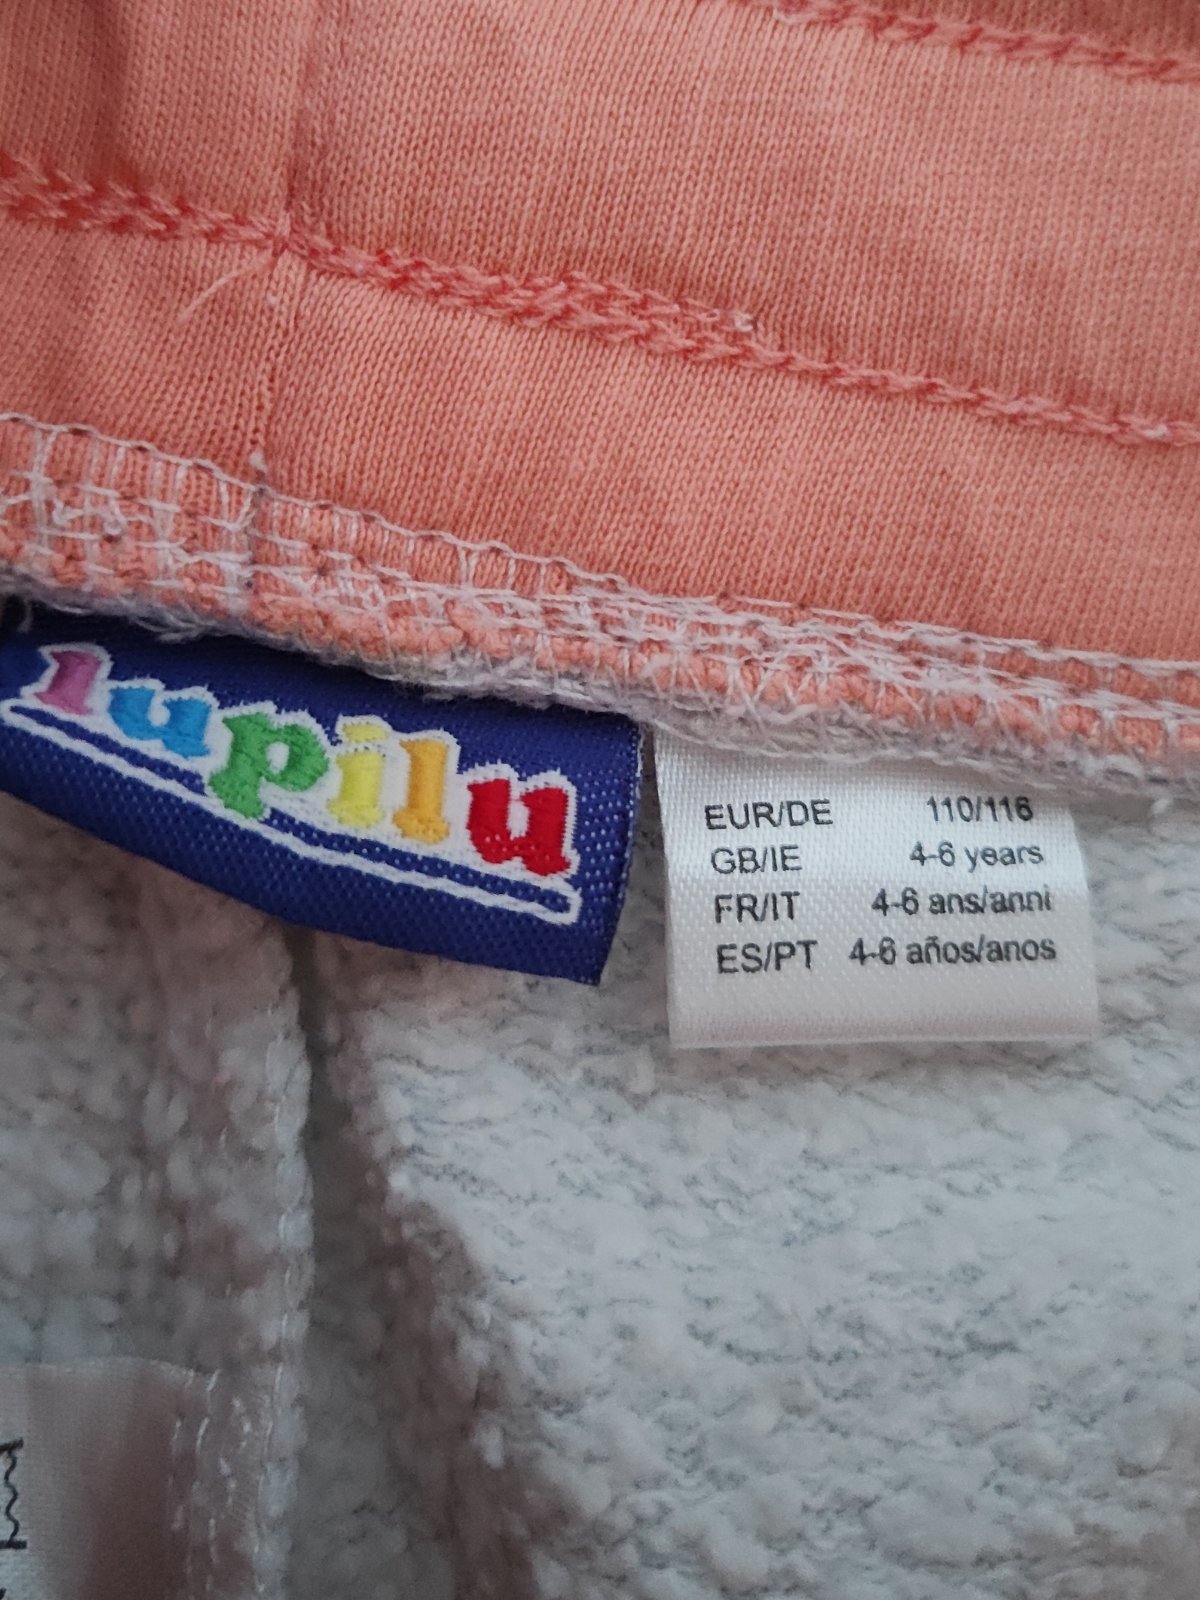 lupilu
EUR/DE 110/116
GB/IE 4-6 years
FR/IT 4-6 ans/anni
ES/PT 4-6 años/anos